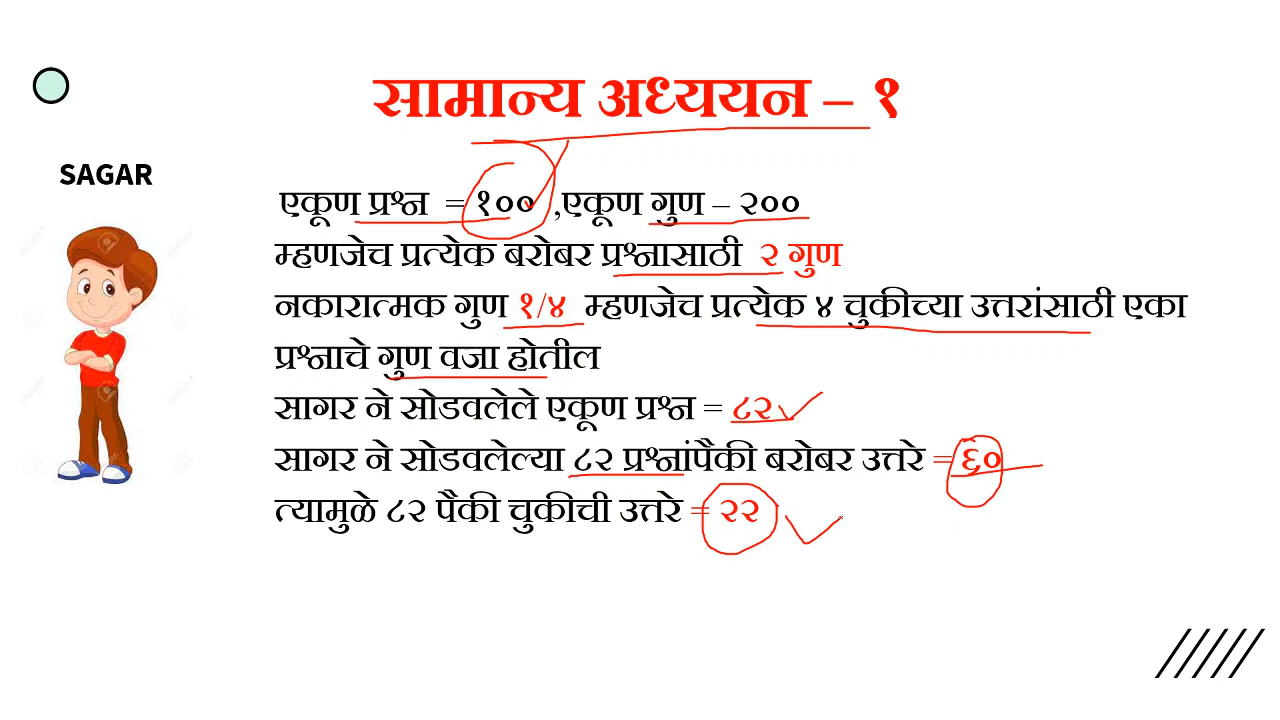 सामान्य अध्ययन – १
SAGAR
एकूण प्रश्न = १०० ,एकूण गुण – २००
म्हणजेच प्रत्येक बरोबर प्रश्नासाठी २ गुण
नकारात्मक गुण १/४ म्हणजेच प्रत्येक ४ चुकीच्या उत्तरांसाठी एका
प्रश्नाचे गुण वजा होतील
सागर ने सोडवलेले एकूण प्रश्न = ८२
सागर ने सोडवलेल्या ८२ प्रश्नांपैकी बरोबर उत्तरे = ६०
त्यामुळे ८२ पैकी चुकीची उत्तरे = २२